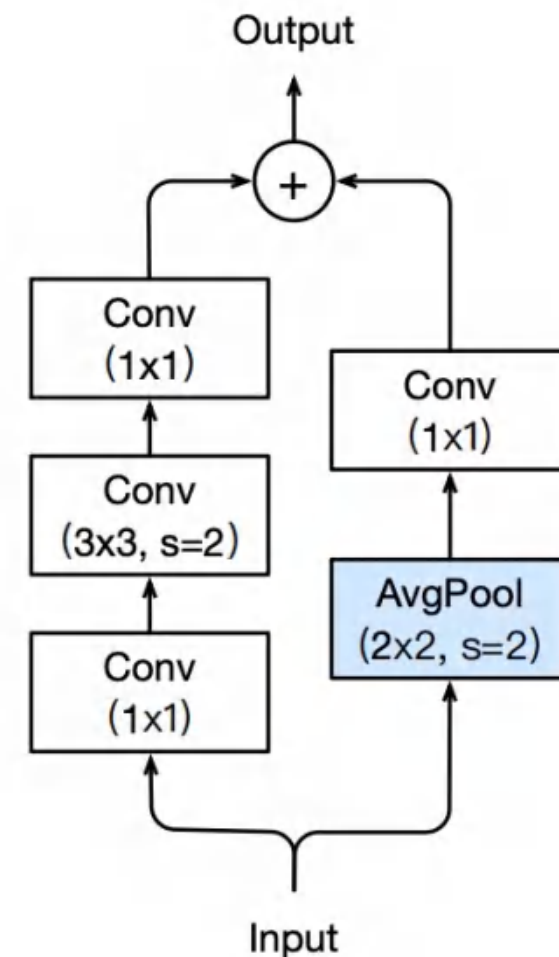 Output
+
Conv
(1x1)
Conv
(1x1)
Conv
(3x3, s=2)
AvgPool
(2x2, s=2)
Conv
(1x1)
Input